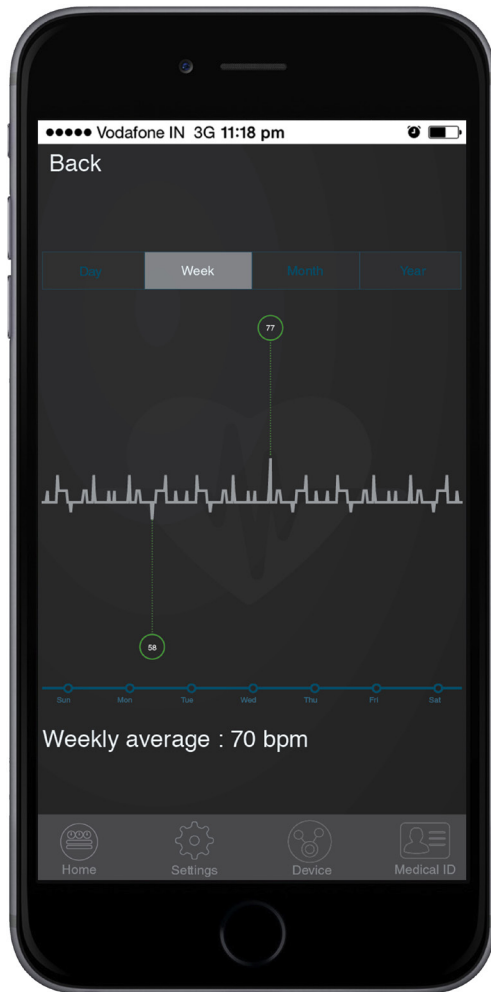 Vodafone IN 3G 11:18 pm
Back
Day Week Month Year
77
58
Sun Mon Tue Wed Thu Fri Sat
Weekly average : 70 bpm
Home Settings Device Medical ID